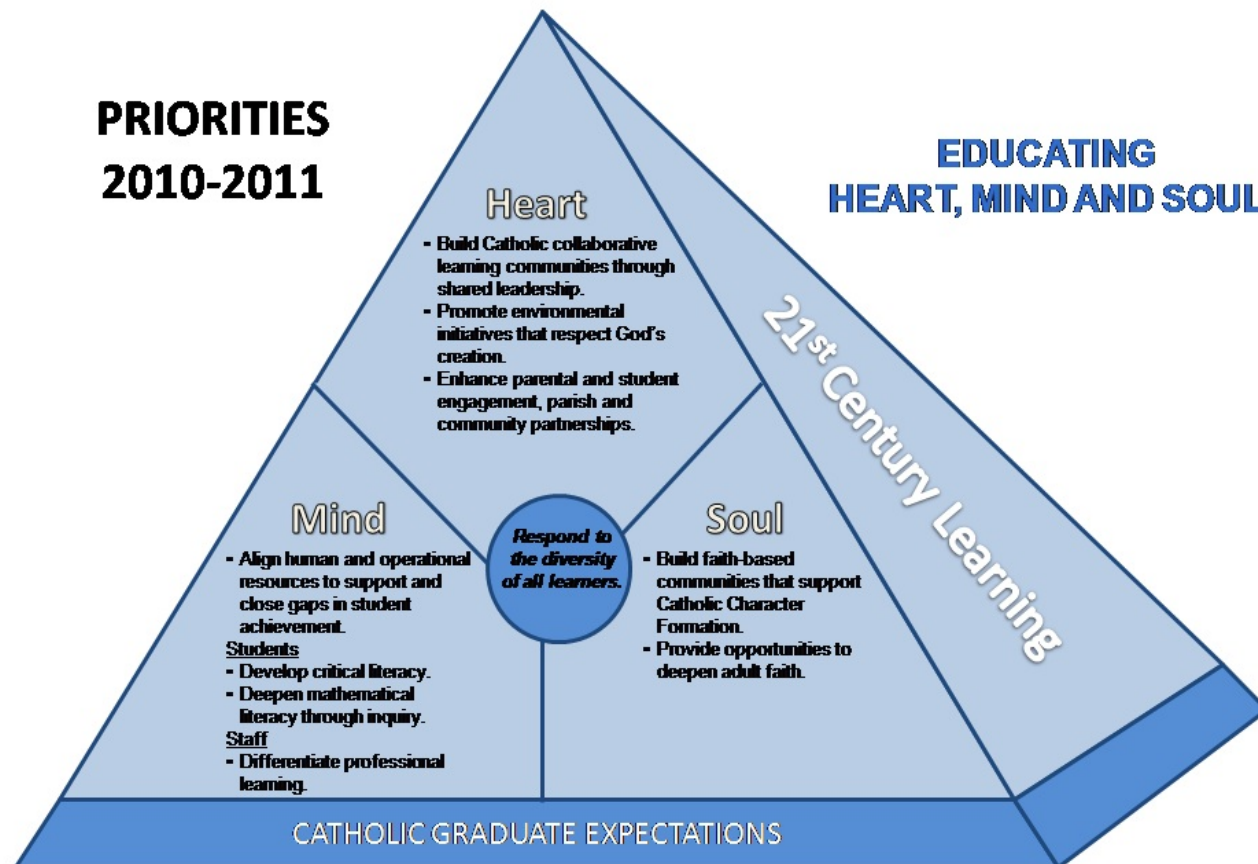 PRIORITIES
2010-2011
EDUCATING
HEART, MIND AND SOUL
Heart
- Build Catholic collaborative
learning communities through
shared leadership.
- Promote environmental
initiatives that respect God's
creation.
- Enhance parental and student
engagement, parish and
community partnerships.
21st Century Learning
Mind
- Align human and operational
resources to support and
close gaps in student
achievement.
Students
- Develop critical literacy.
- Deepen mathematical
literacy through inquiry.
Staff
- Differentiate professional
learning.
Respond to
the diversity
of all learners.
Soul
- Build faith-based
communities that support
Catholic Character
Formation.
- Provide opportunities to
deepen adult faith.
CATHOLIC GRADUATE EXPECTATIONS